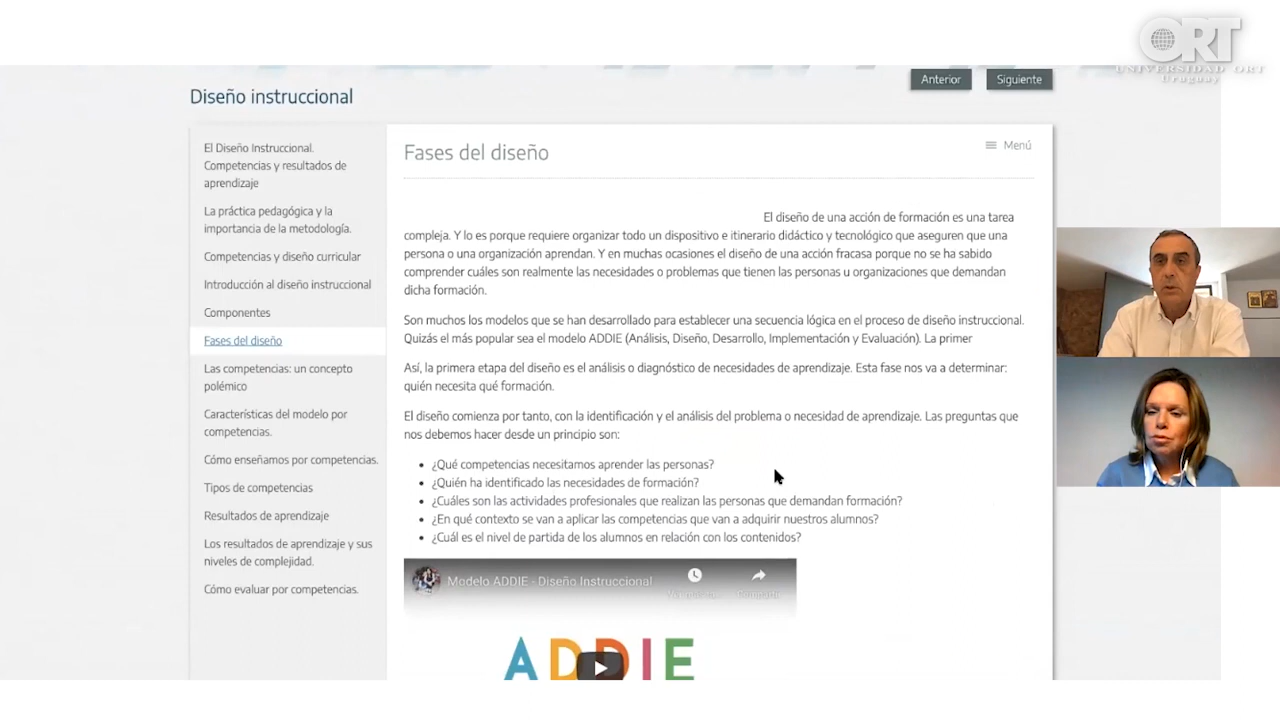 ORT
UNIVERSIDAD ORT
Uruguay
Anterior
Siguiente
Diseño instruccional
El Diseño Instruccional.
Competencias y resultados de
aprendizaje
La práctica pedagógica y la
importancia de la metodología.
Competencias y diseño curricular
Introducción al diseño instruccional
Componentes
Fases del diseño
Las competencias: un concepto
polémico
Características del modelo por
competencias.
Cómo enseñamos por competencias.
Tipos de competencias
Resultados de aprendizaje
Los resultados de aprendizaje y sus
niveles de complejidad.
Cómo evaluar por competencias.
Fases del diseño
Menú
El diseño de una acción de formación es una tarea
compleja. Y lo es porque requiere organizar todo un dispositivo e itinerario didáctico y tecnológico que aseguren que una
persona o una organización aprendan. Y en muchas ocasiones el diseño de una acción fracasa porque no se ha sabido
comprender cuáles son realmente las necesidades o problemas que tienen las personas u organizaciones que demandan
dicha formación.
Son muchos los modelos que se han desarrollado para establecer una secuencia lógica en el proceso de diseño instruccional.
Quizás el más popular sea el modelo ADDIE (Análisis, Diseño, Desarrollo, Implementación y Evaluación). La primer
Así, la primera etapa del diseño es el análisis o diagnóstico de necesidades de aprendizaje. Esta fase nos va a determinar:
quién necesita qué formación.
El diseño comienza por tanto, con la identificación y el análisis del problema o necesidad de aprendizaje. Las preguntas que
nos debemos hacer desde un principio son:
• ¿Qué competencias necesitamos aprender las personas?
• ¿Quién ha identificado las necesidades de formación?
• ¿Cuáles son las actividades profesionales que realizan las personas que demandan formación?
• ¿En qué contexto se van a aplicar las competencias que van a adquirir nuestros alumnos?
• ¿Cuál es el nivel de partida de los alumnos en relación con los contenidos?
Modelo ADDIE - Diseño Instruccional
ADDIE